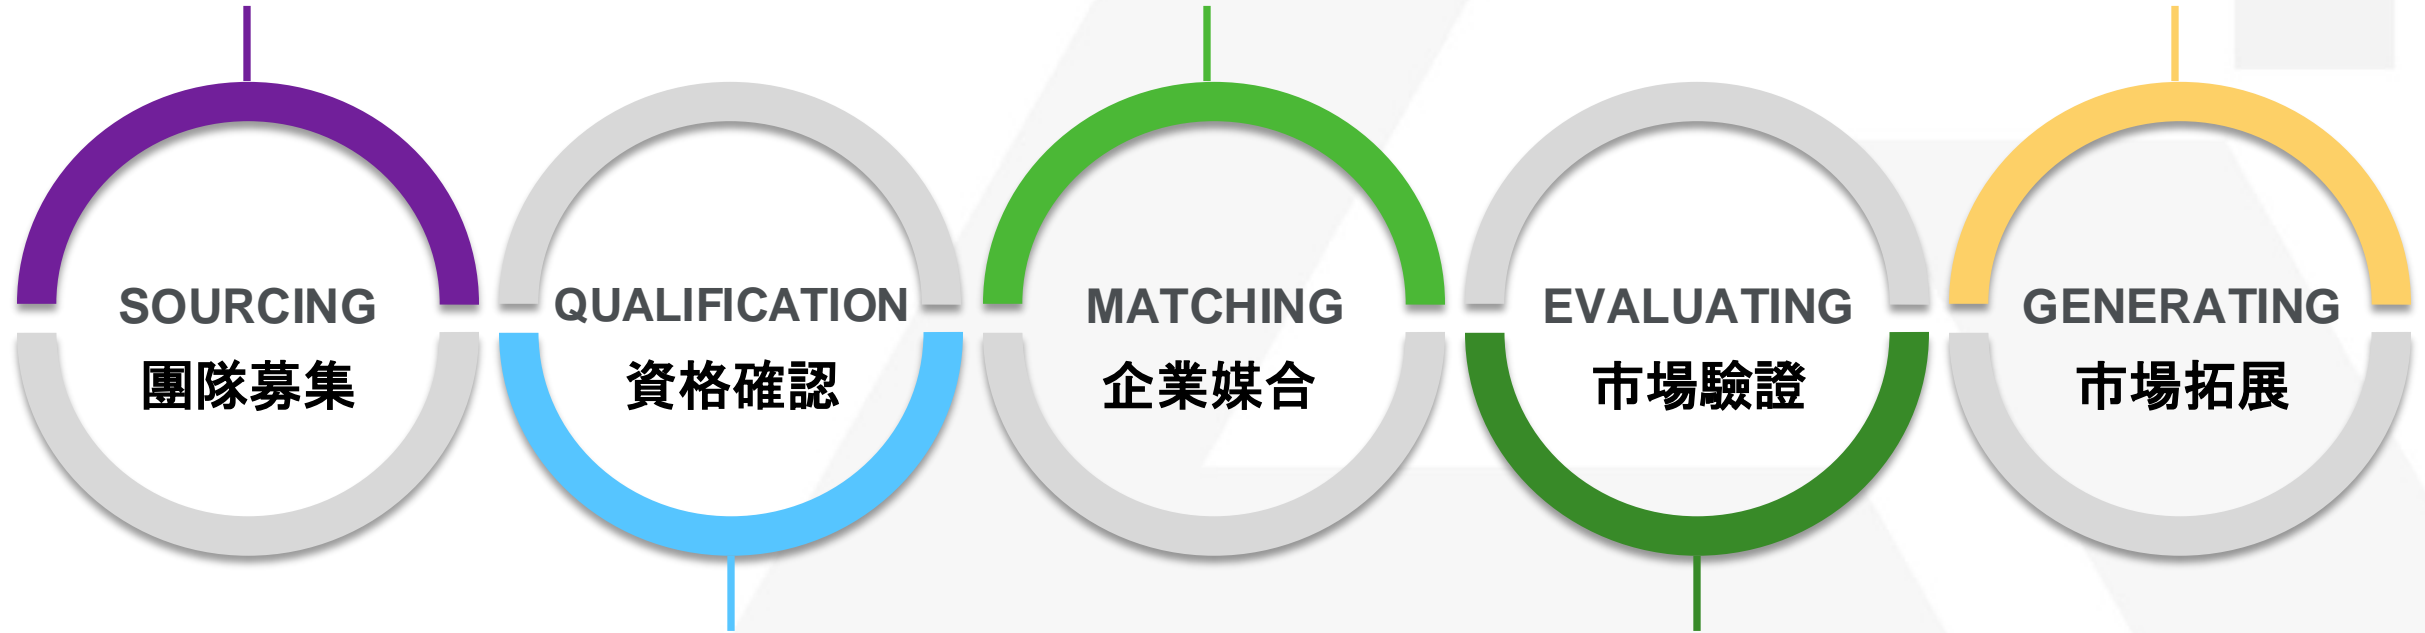 SOURCING
團隊募集
QUALIFICATION
資格確認
MATCHING
企業媒合
EVALUATING
市場驗證
GENERATING
市場拓展